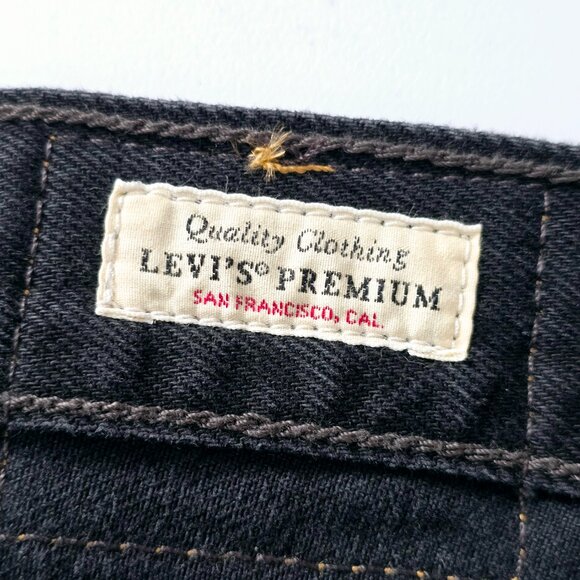 Quality Clothing
LEVI'S® PREMIUM
SAN FRANCISCO, CAL.